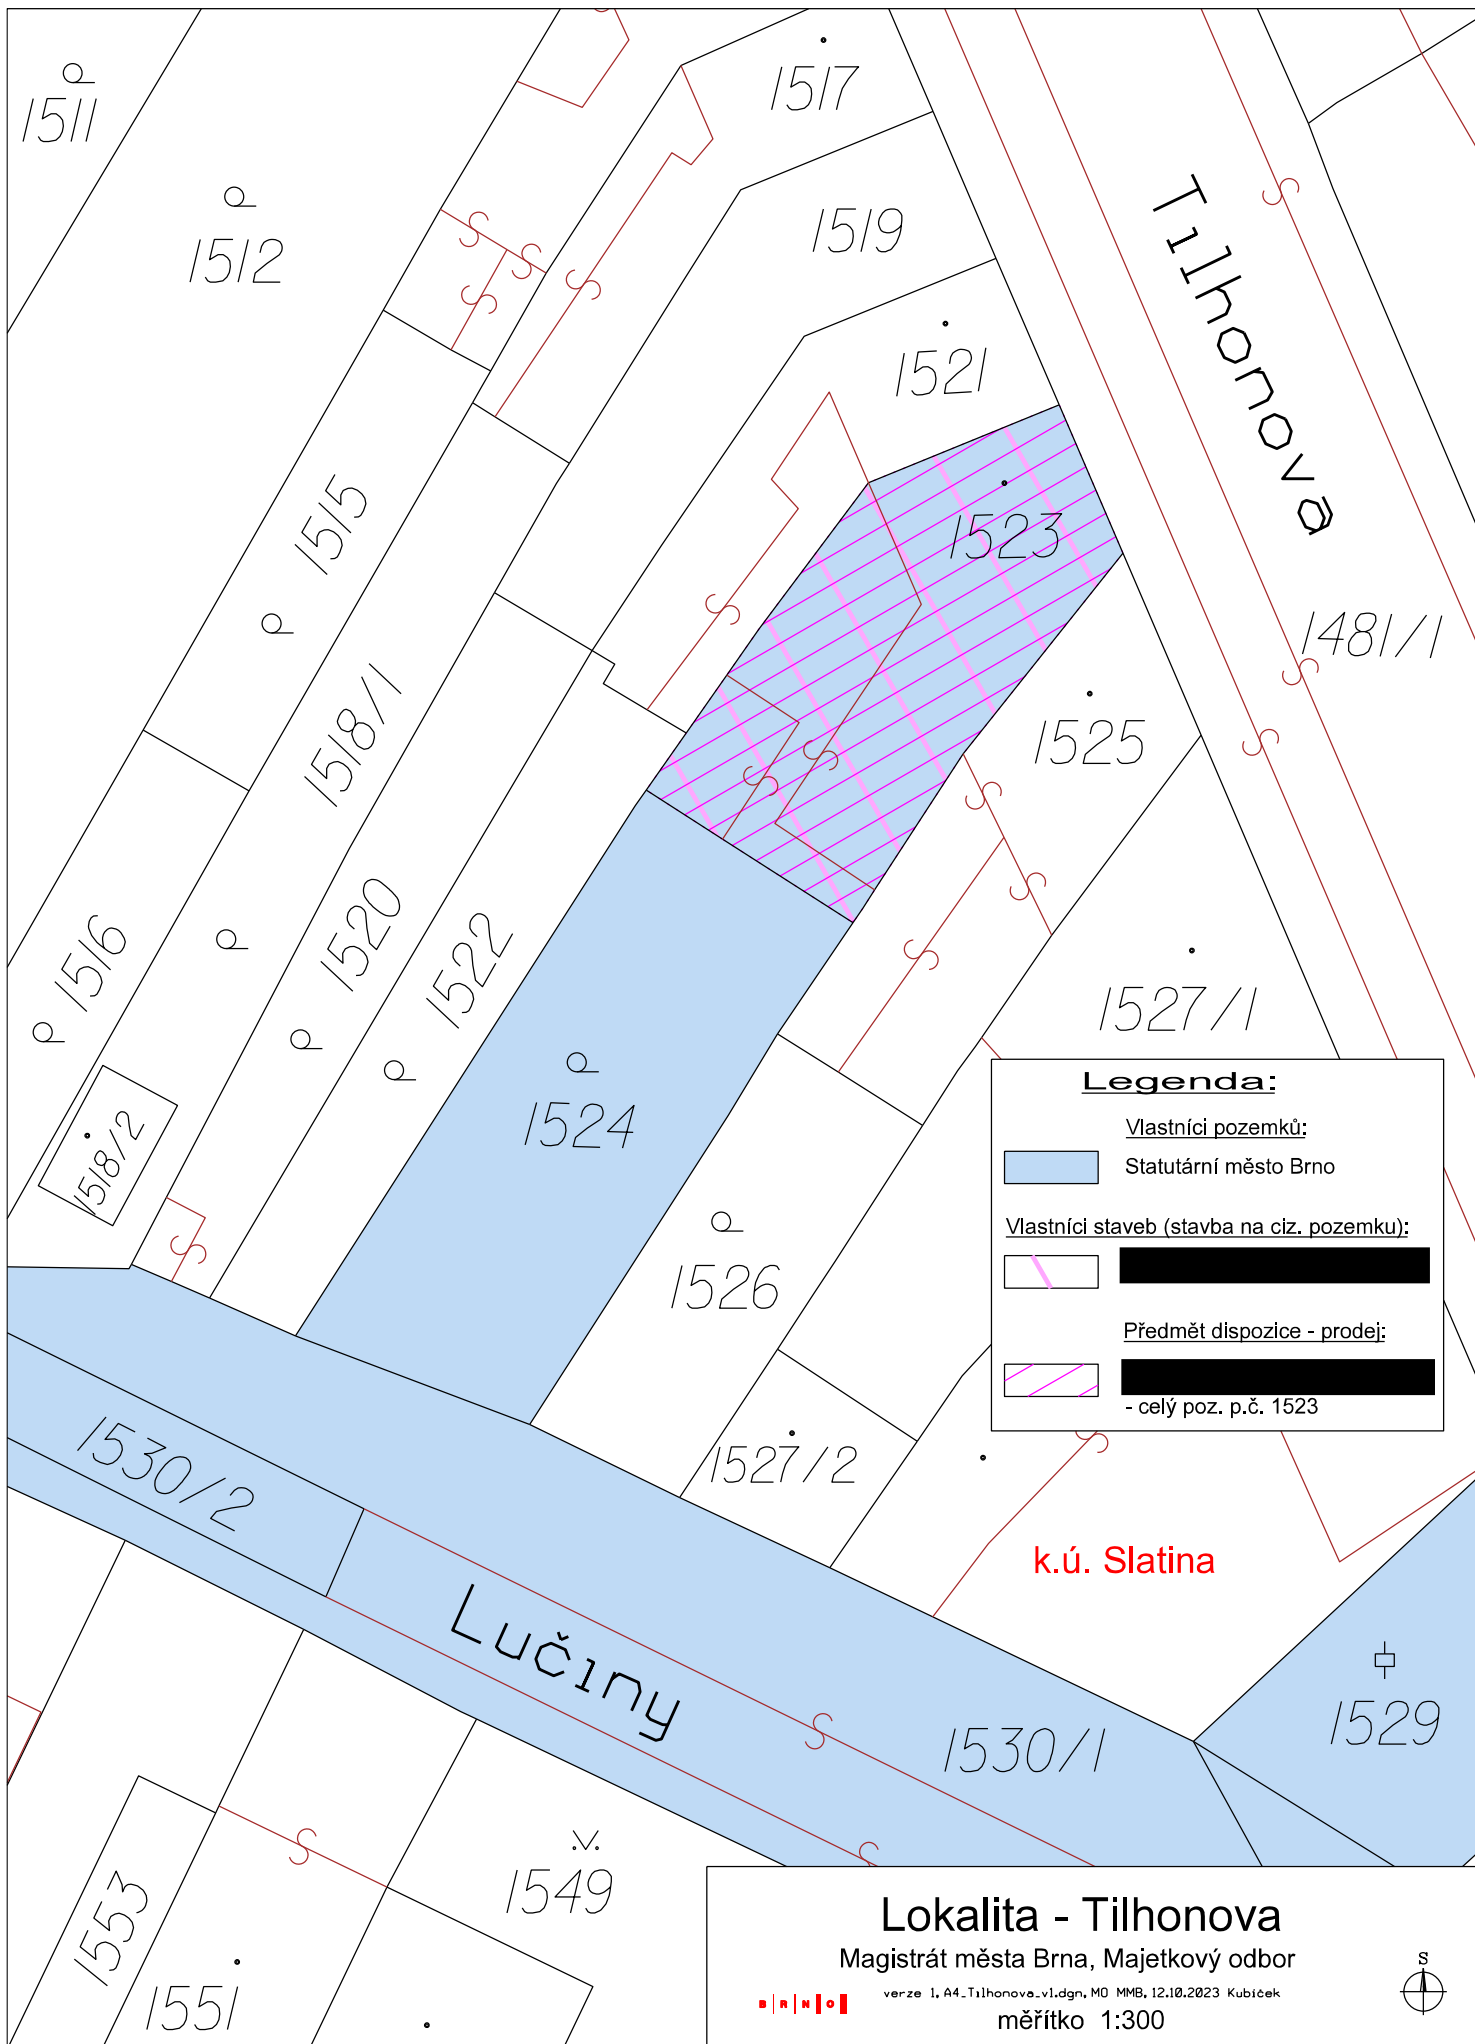 1511
1517
1512
1519
Tilhonova
1521
1523
1515
1481/1
1518/1
1525
1520
1522
1516
1527/1
1524
1518/2
1526
Legenda:
Vlastníci pozemků:
Statutární město Brno
Vlastníci staveb (stavba na ciz. pozemku):
Předmět dispozice - prodej:
- celý poz. p.č. 1523
1530/2
1527/2
k.ú. Slatina
Lučiny
1530/1
1529
1549
1553
1551
Lokalita - Tilhonova
Magistrát města Brna, Majetkový odbor
S
BRNO
verze 1, A4_Tilhonova_v1.dgn, MO MMB, 12.10.2023 Kubíček
měřítko 1:300